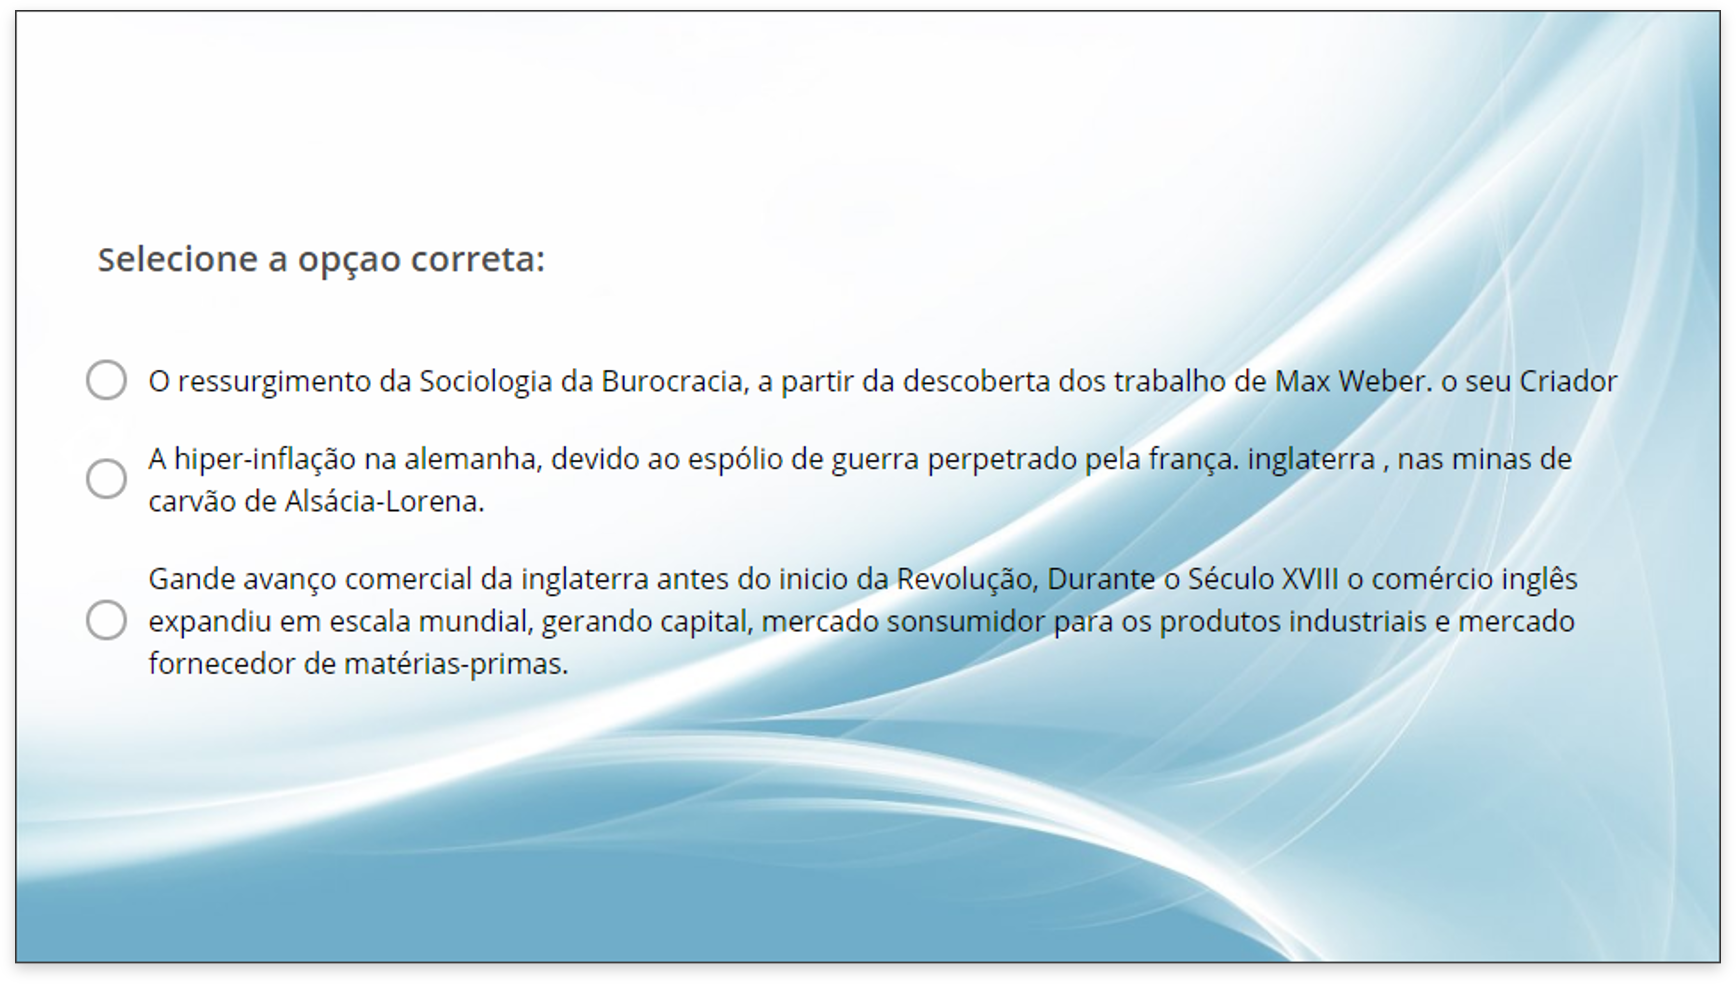 Selecione a opçao correta:
O ressurgimento da Sociologia da Burocracia, a partir da descoberta dos trabalho de Max Weber. o seu Criador
A hiper-inflação na alemanha, devido ao espólio de guerra perpetrado pela frança. inglaterra , nas minas de
carvão de Alsácia-Lorena.
Gande avanço comercial da inglaterra antes do inicio da Revolução, Durante o Século XVIII o comércio inglês
expandiu em escala mundial, gerando capital, mercado sonsumidor para os produtos industriais e mercado
fornecedor de matérias-primas.